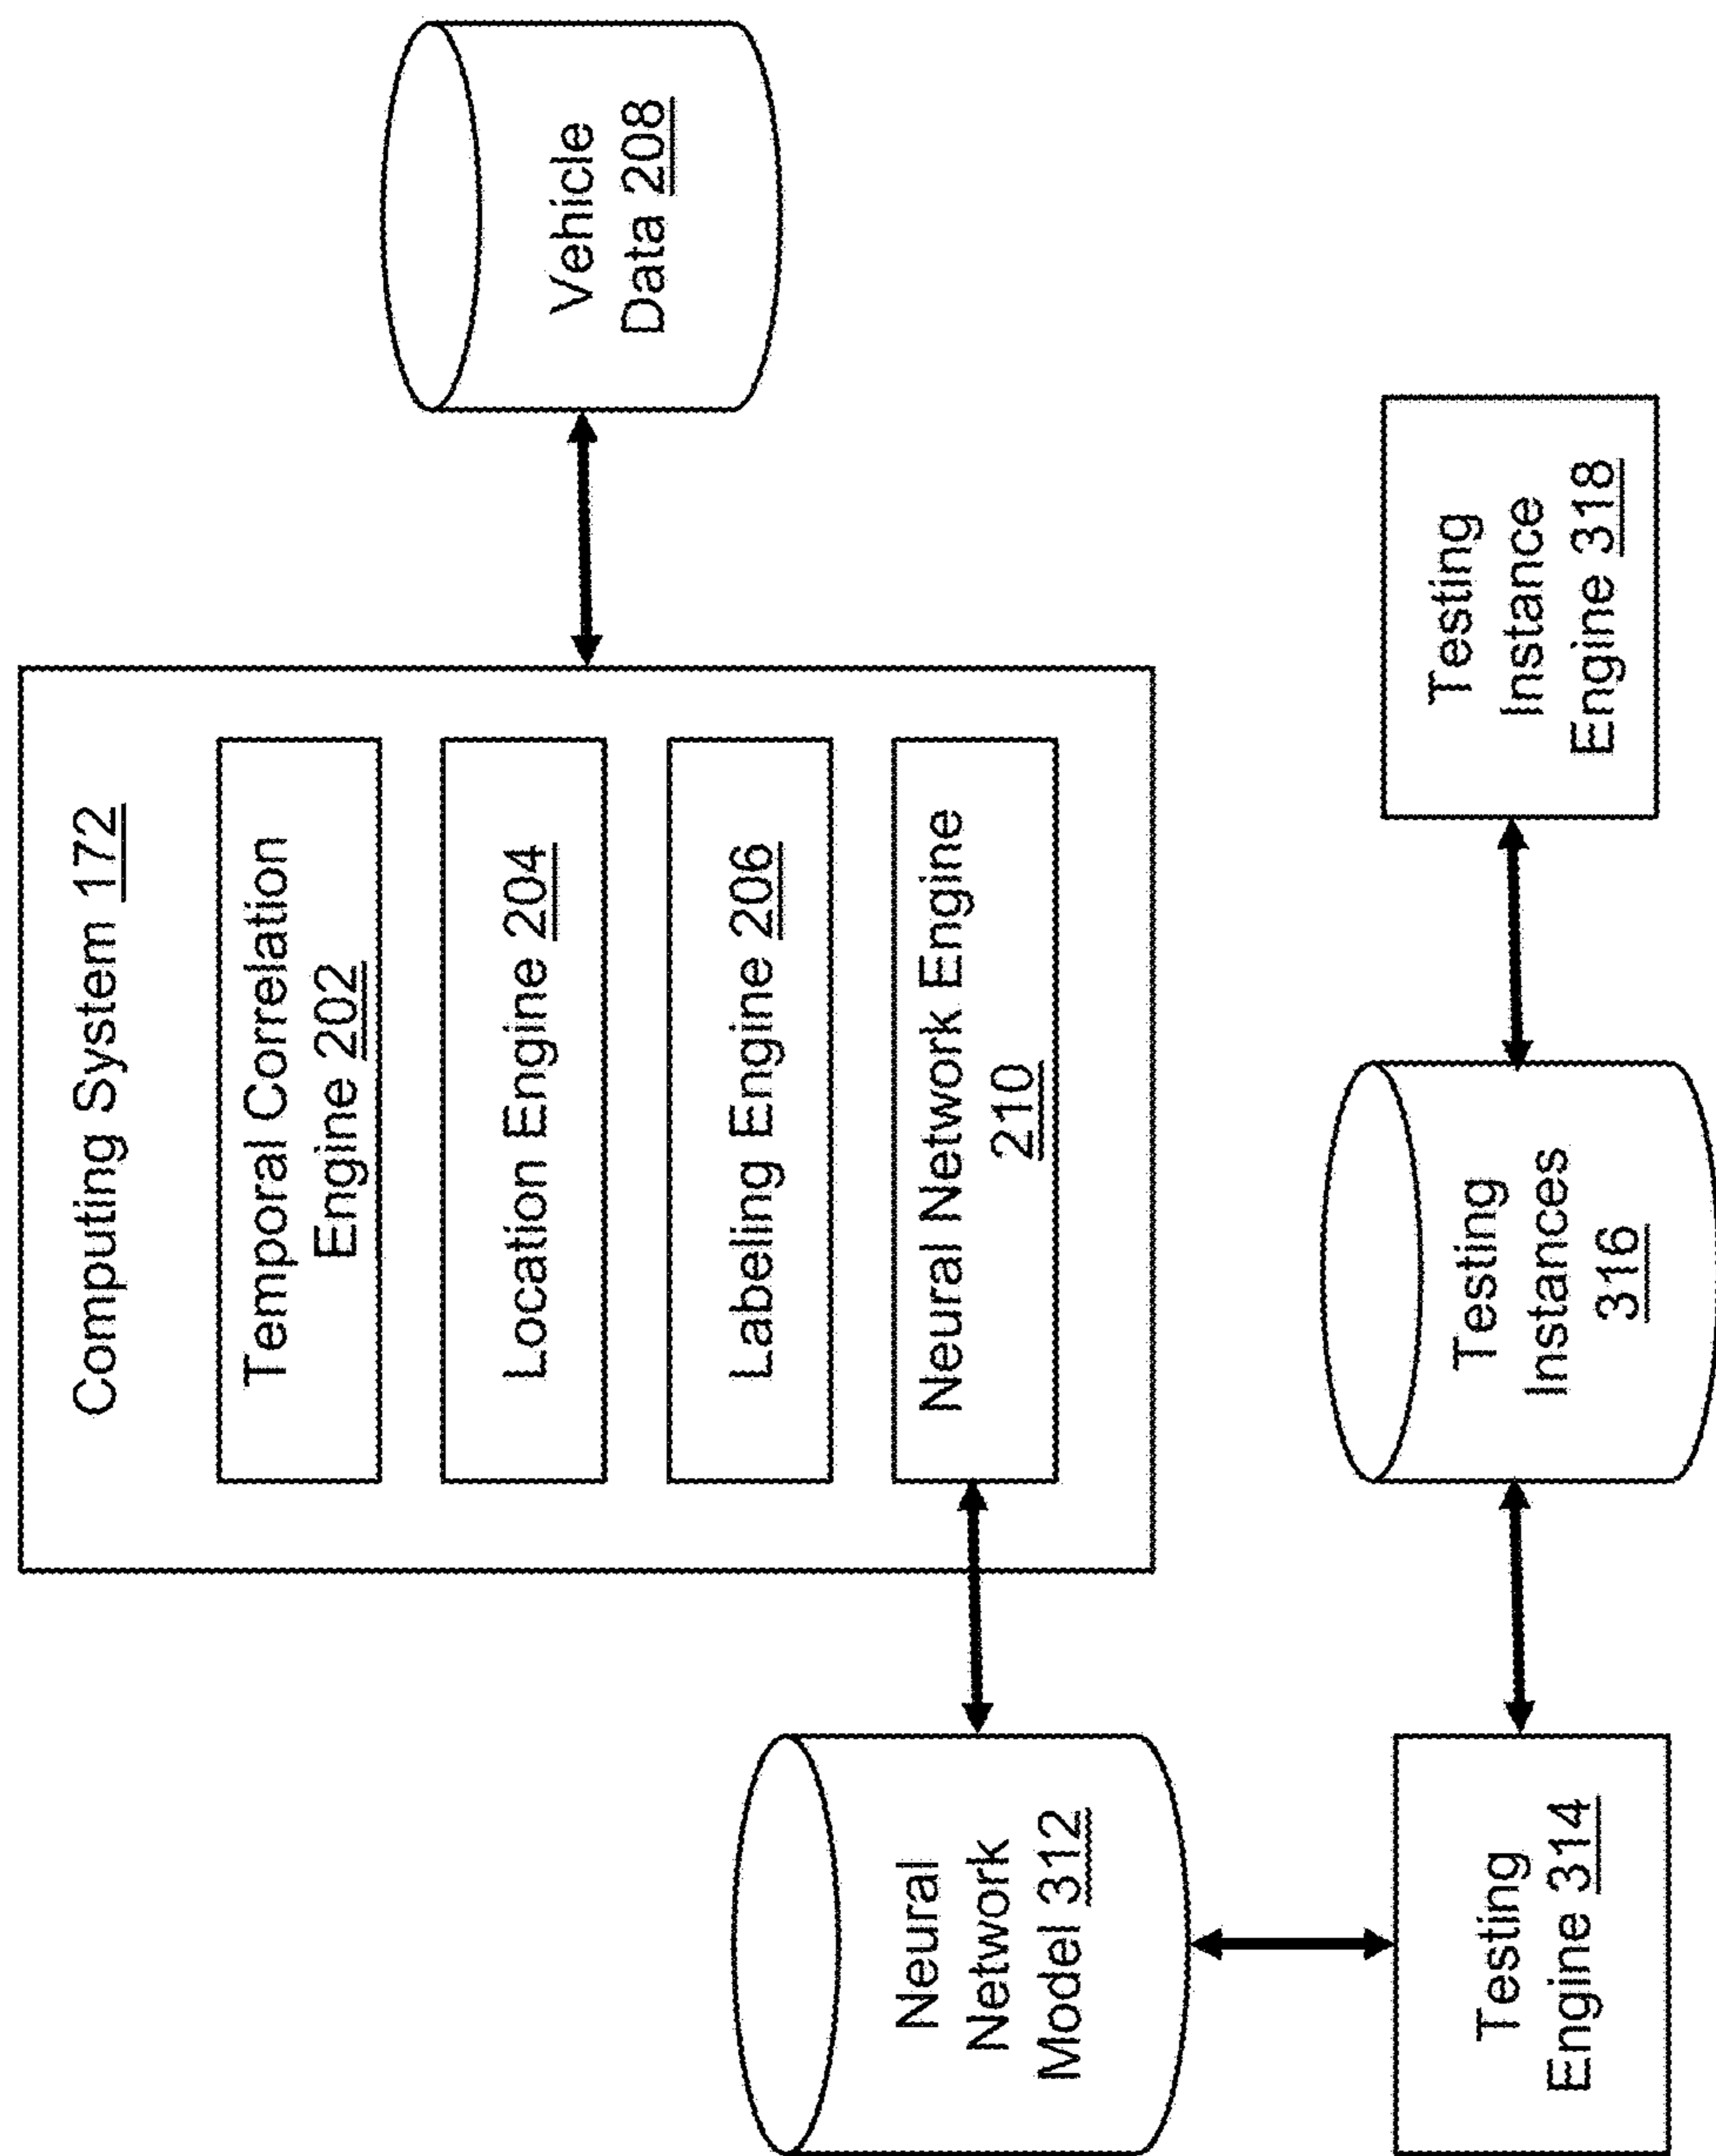 Computing System 172
Temporal Correlation
Engine 202
Location Engine 204
Labeling Engine 206
Neural Network Engine
210
Vehicle
Data 208
Neural
Network
Model 312
Testing
Engine 314
Testing
Instances
316
Testing
Instance
Engine 318